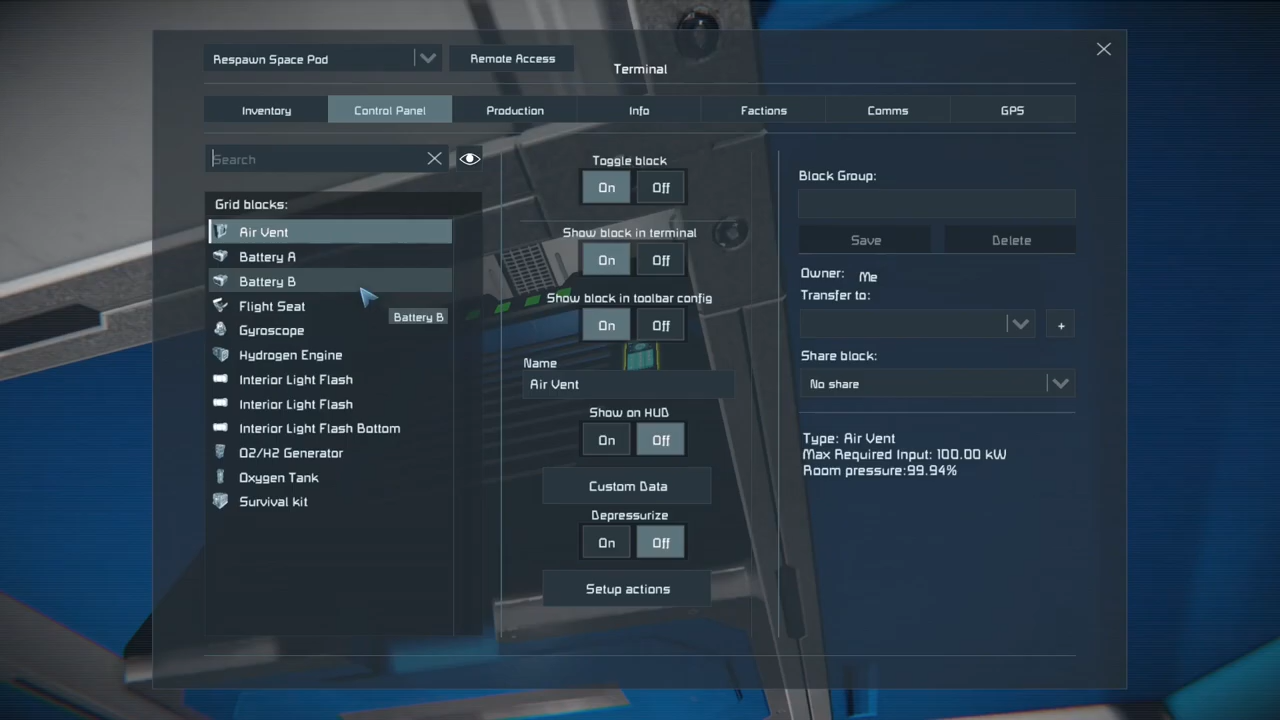 Respawn Space Pod
Remote Access
Terminal
Inventory
Control Panel
Production
Info
Factions
Comms
GPS
Search
Grid blocks:
Air Vent
Battery A
Battery B
Flight Seat
Gyroscope
Hydrogen Engine
Interior Light Flash
Interior Light Flash
Interior Light Flash Bottom
O2/H2 Generator
Oxygen Tank
Survival kit
Battery B
Toggle block
On Off
Show block in terminal
On Off
Show block in toolbar config
On Off
Name
Air Vent
Show on HUD
On Off
Custom Data
Depressurize
On Off
Setup actions
Block Group:
Save Delete
Owner: Me
Transfer to:
+
Share block:
No share
Type: Air Vent
Max Required Input: 100.00 kW
Room pressure:99.94%